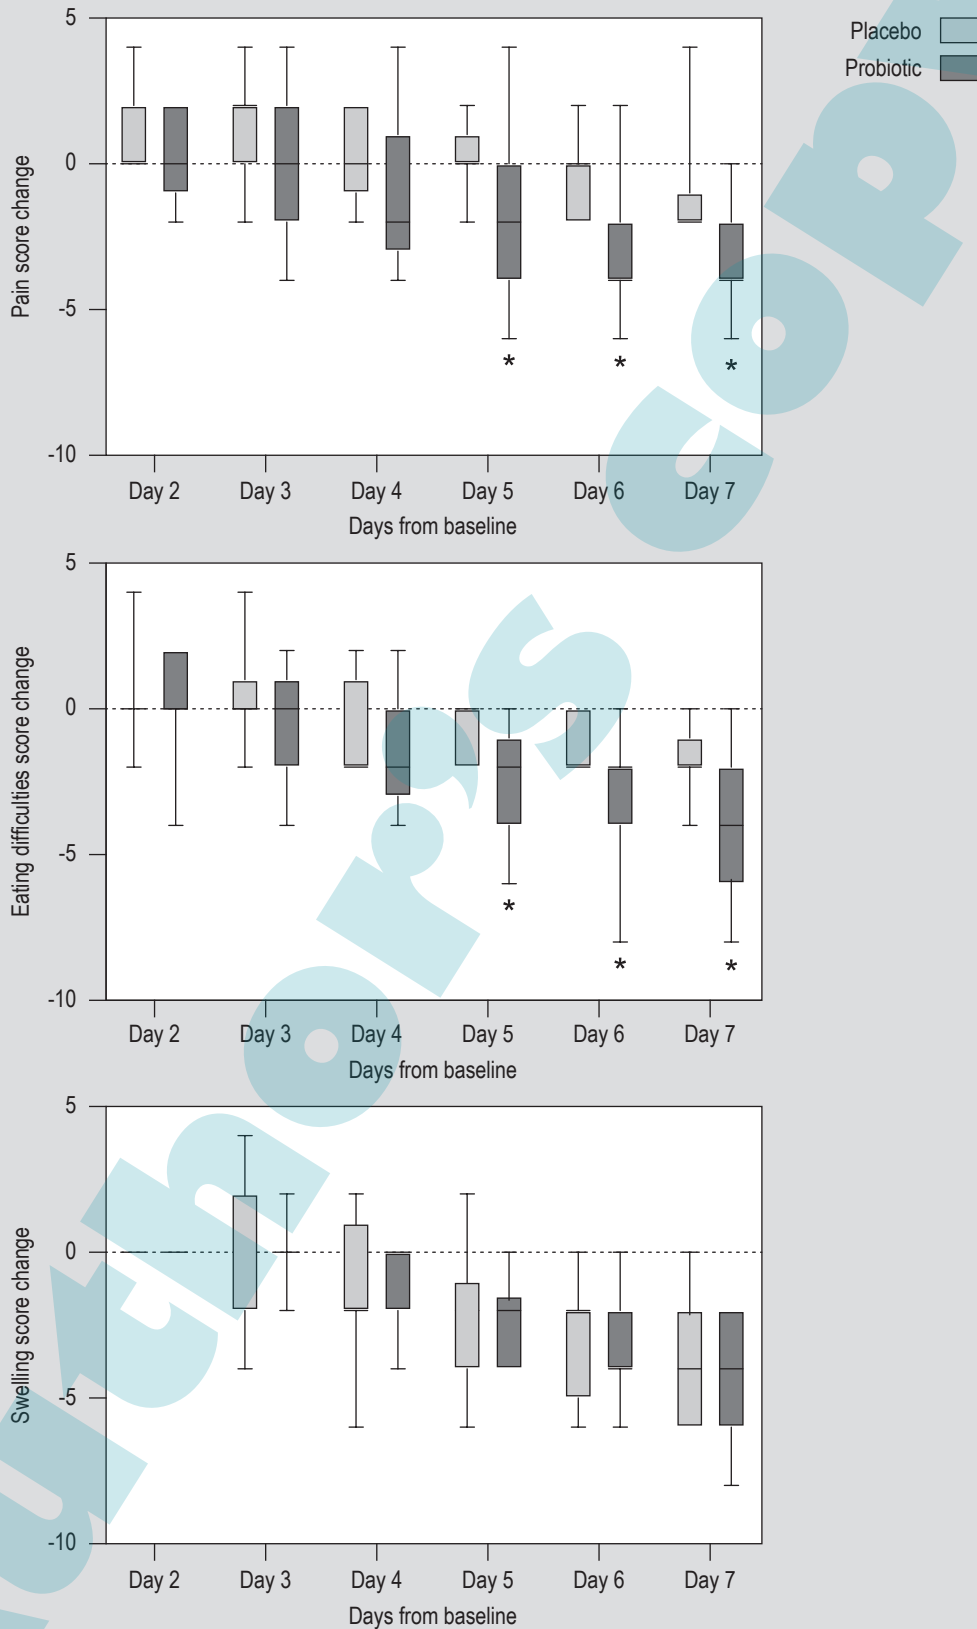 Placebo
Probiotic
5
0
-5
-10
Pain score change
*
*
*
Day 2
Day 3
Day 4
Day 5
Day 6
Day 7
Days from baseline
5
0
-5
-10
Eating difficulties score change
*
*
*
Day 2
Day 3
Day 4
Day 5
Day 6
Day 7
Days from baseline
5
0
-5
-10
Swelling score change
Day 2
Day 3
Day 4
Day 5
Day 6
Day 7
Days from baseline
author's cop